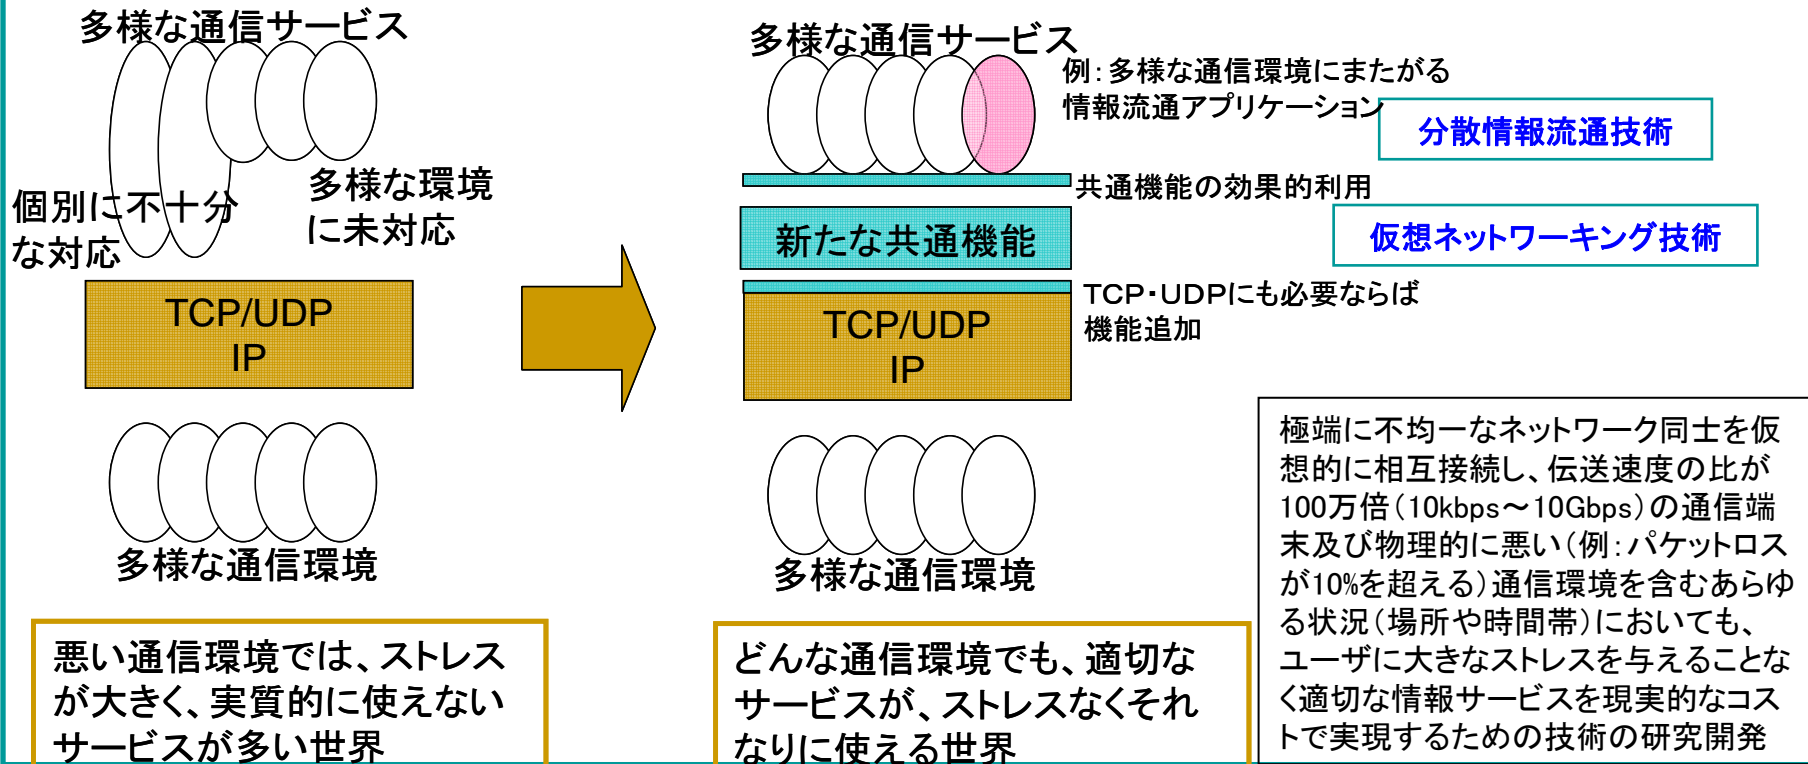 多様な通信サービス
個別に不十分
な対応
多様な環境
に未対応
TCP/UDP
IP
多様な通信環境
悪い通信環境では、ストレス
が大きく、実質的に使えない
サービスが多い世界
多様な通信サービス
例:多様な通信環境にまたがる
情報流通アプリケーション
分散情報流通技術
共通機能の効果的利用
新たな共通機能
仮想ネットワーキング技術
TCP・UDPにも必要ならば
機能追加
TCP/UDP
IP
多様な通信環境
どんな通信環境でも、適切な
サービスが、ストレスなくそれ
なりに使える世界
極端に不均一なネットワーク同士を仮
想的に相互接続し、伝送速度の比が
100万倍(10kbps~10Gbps)の通信端
末及び物理的に悪い(例:パケットロス
が10%を超える)通信環境を含むあらゆ
る状況(場所や時間帯)においても、
ユーザに大きなストレスを与えることな
く適切な情報サービスを現実的なコス
トで実現するための技術の研究開発